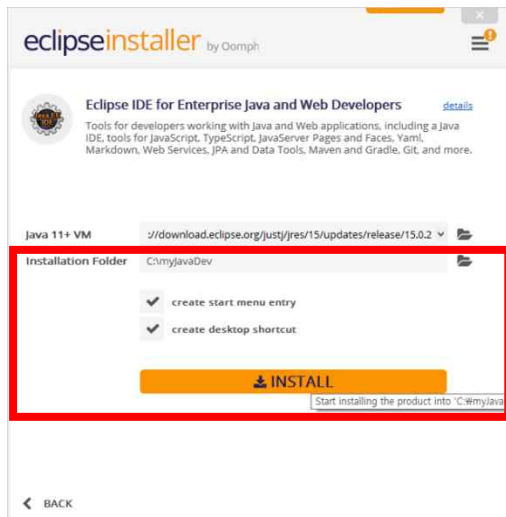 eclipseinstaller by Oomph
Eclipse IDE for Enterprise Java and Web Developers details
Tools for developers working with Java and Web applications, including a Java
IDE, tools for JavaScript, TypeScript, JavaServer Pages and Faces, Yaml,
Markdown, Web Services, JPA and Data Tools, Maven and Gradle, Git, and more.
Java 11+ VM ://download.eclipse.org/justj/jres/15/updates/release/15.0.2
Installation Folder C:\myJavaDev
create start menu entry
create desktop shortcut
INSTALL
Start installing the product into 'C:₩myJava
BACK